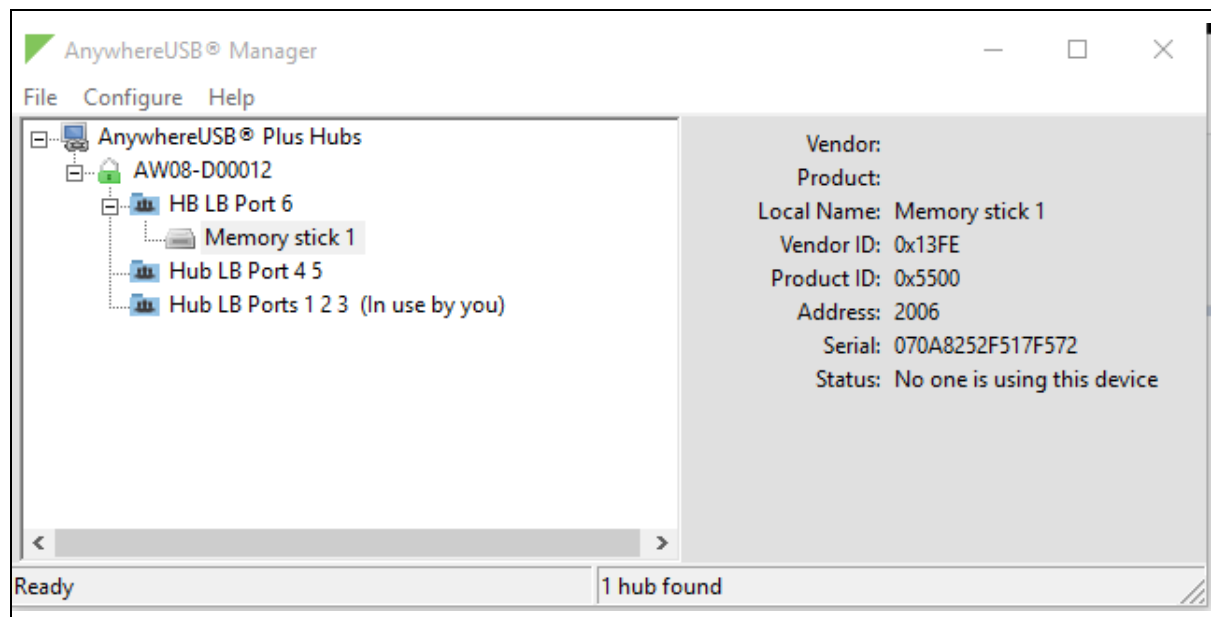 AnywhereUSB® Manager
File Configure Help
AnywhereUSB® Plus Hubs
AW08-D00012
HB LB Port 6
Memory stick 1
Hub LB Port 4 5
Hub LB Ports 1 2 3 (In use by you)
Vendor:
Product:
Local Name: Memory stick 1
Vendor ID: 0x13FE
Product ID: 0x5500
Address: 2006
Serial: 070A8252F517F572
Status: No one is using this device
Ready
1 hub found